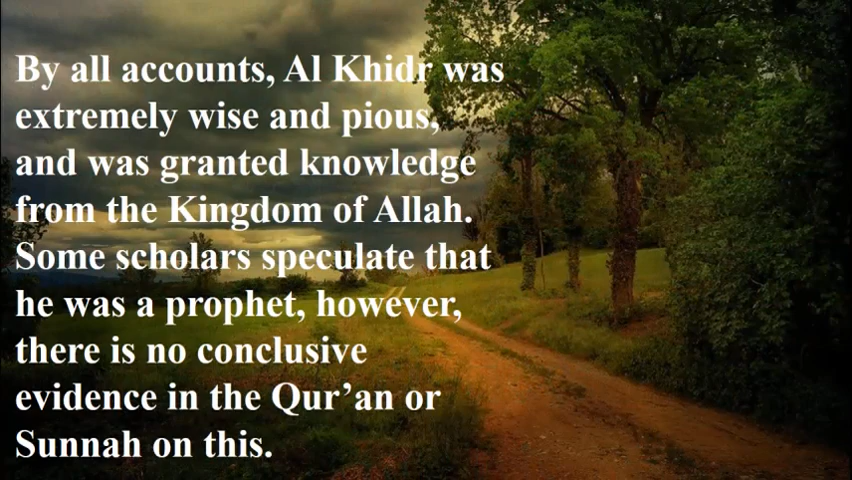 By all accounts, Al Khidr was
extremely wise and pious,
and was granted knowledge
from the Kingdom of Allah.
Some scholars speculate that
he was a prophet, however,
there is no conclusive
evidence in the Qur’an or
Sunnah on this.